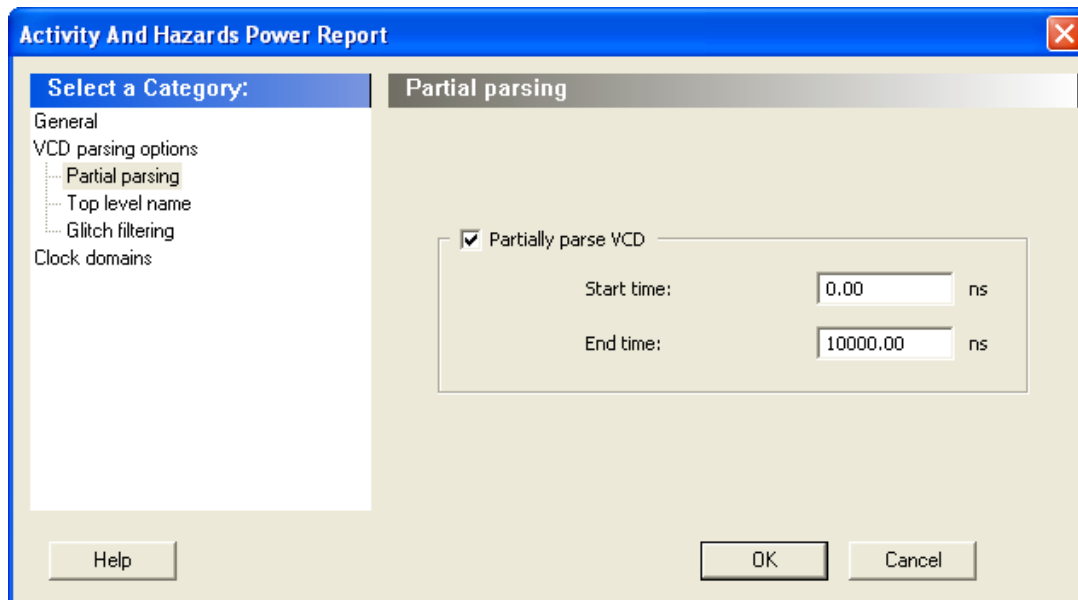 Activity And Hazards Power Report
Select a Category:
General
VCD parsing options
Partial parsing
Top level name
Glitch filtering
Clock domains
Partial parsing
Partially parse VCD
Start time: 0.00 ns
End time: 10000.00 ns
Help OK Cancel